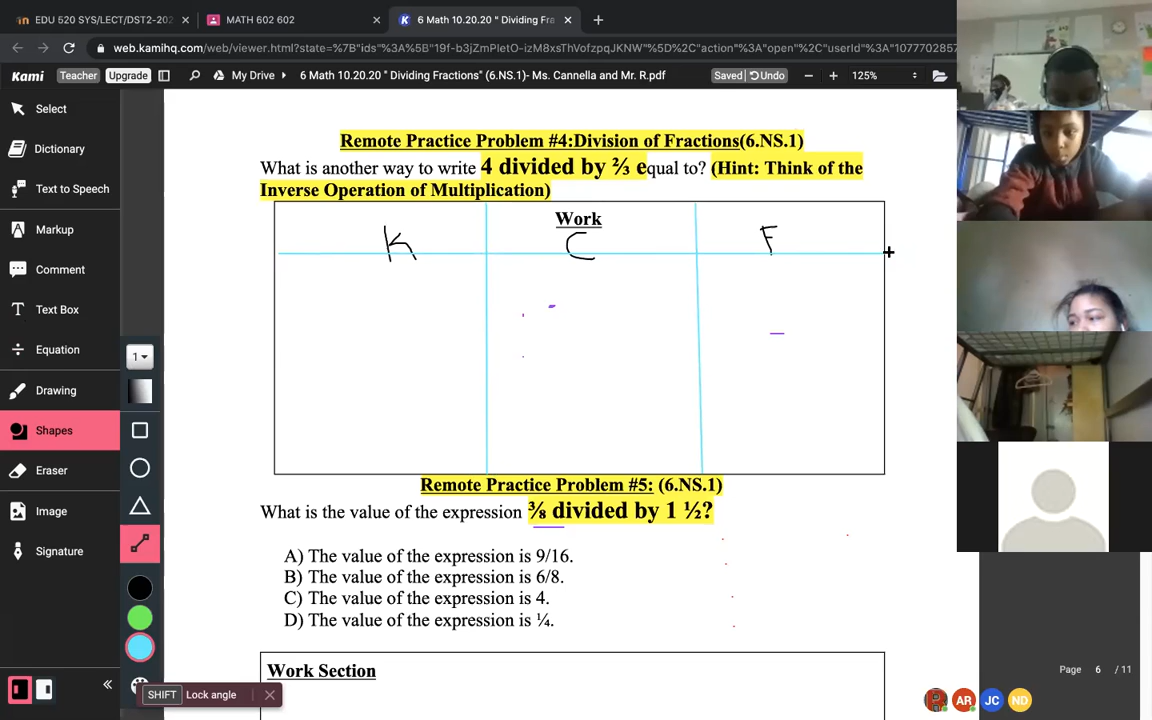 EDU 520 SYS/LECT/DST2-202
MATH 602 602
6 Math 10.20.20 " Dividing Fra
web.kamihq.com/web/viewer.html?state=%7B"ids"%3A%5B"19f-b3jZmPletO-izM8xsThVofzpqJKNW"%5D%2C"action"%3A"open"%2C"userId"%3A"1077702857
Kami Teacher Upgrade My Drive 6 Math 10.20.20 " Dividing Fractions" (6.NS.1)- Ms. Cannella and Mr. R.pdf Saved Undo 125%
Select
Dictionary
Text to Speech
Markup
Comment
Text Box
Equation
Drawing
Shapes
Eraser
Image
Signature
1
SHIFT Lock angle
Remote Practice Problem #4:Division of Fractions(6.NS.1)
What is another way to write 4 divided by ⅔ equal to? (Hint: Think of the
Inverse Operation of Multiplication)
Work
K C F
Remote Practice Problem #5: (6.NS.1)
What is the value of the expression ⅜ divided by 1 ½?
A) The value of the expression is 9/16.
B) The value of the expression is 6/8.
C) The value of the expression is 4.
D) The value of the expression is ¼.
Work Section
Page 6 / 11
AR JC ND